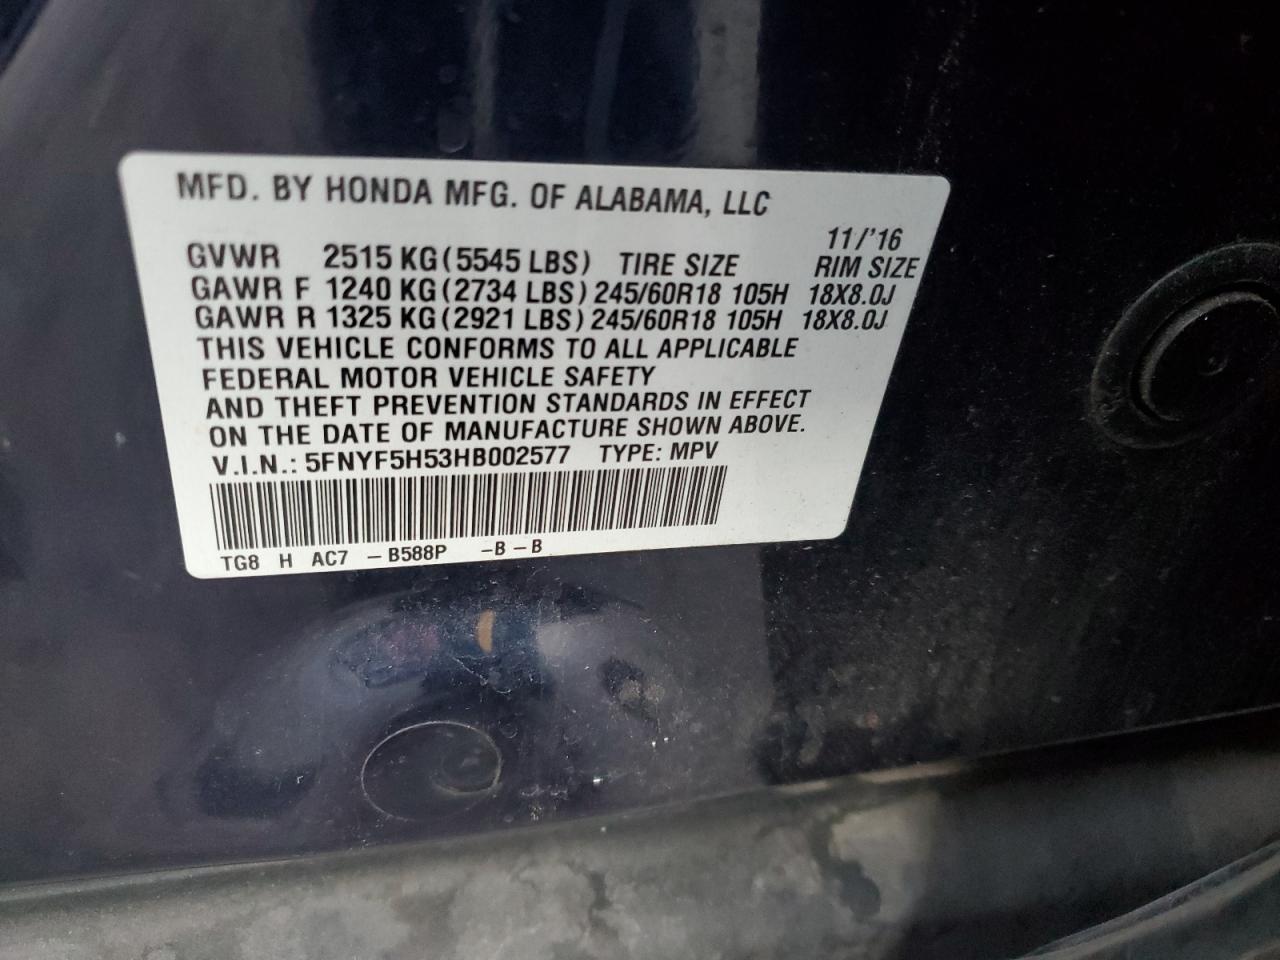 MFD. BY HONDA MFG. OF ALABAMA, LLC
11/'16
GVWR 2515 KG (5545 LBS) TIRE SIZE RIM SIZE
GAWR F 1240 KG (2734 LBS) 245/60R18 105H 18X8.0J
GAWR R 1325 KG (2921 LBS) 245/60R18 105H 18X8.0J
THIS VEHICLE CONFORMS TO ALL APPLICABLE
FEDERAL MOTOR VEHICLE SAFETY
AND THEFT PREVENTION STANDARDS IN EFFECT
ON THE DATE OF MANUFACTURE SHOWN ABOVE.
V.I.N.: 5FNYF5H53HB002577 TYPE: MPV
TG8 H AC7 – B588P –B – B